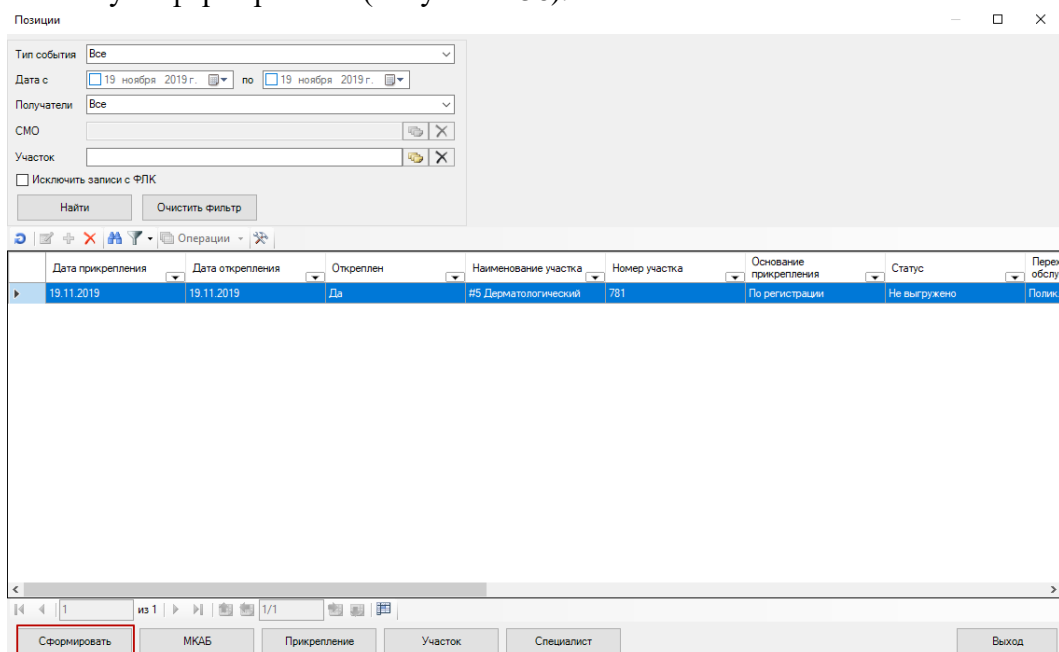 Позиции
Тип события Все
Дата с 19 ноября 2019 г. по 19 ноября 2019 г.
Получатели Все
СМО
Участок
Исключить записи с ФЛК
Найти Очистить фильтр
Операции
Дата прикрепления Дата открепления Откреплен Наименование участка Номер участка Основание прикрепления Статус
19.11.2019 19.11.2019 Да #5 Дерматологический 781 По регистрации Не выгружено
1 из 1 1/1
Сформировать МКАБ Прикрепление Участок Специалист Выход